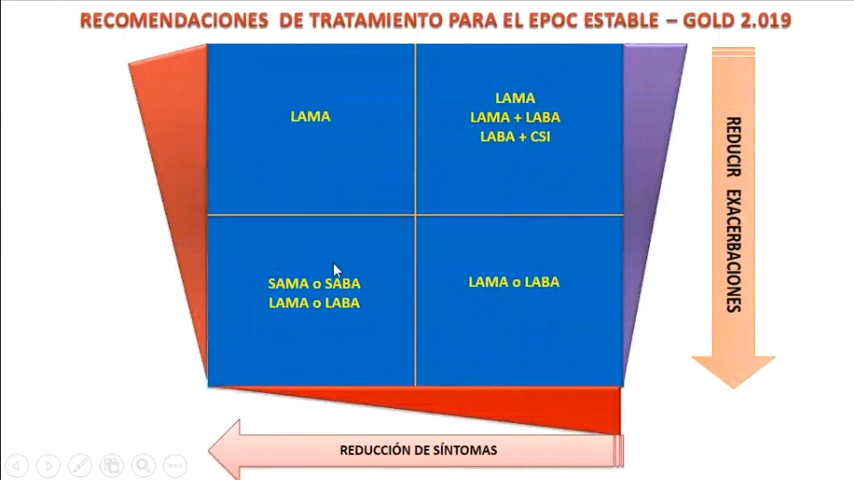 RECOMENDACIONES DE TRATAMIENTO PARA EL EPOC ESTABLE – GOLD 2.019
LAMA
LAMA
LAMA + LABA
LABA + CSI
SAMA o SABA
LAMA o LABA
LAMA o LABA
REDUCIR EXACERBACIONES
REDUCCIÓN DE SÍNTOMAS